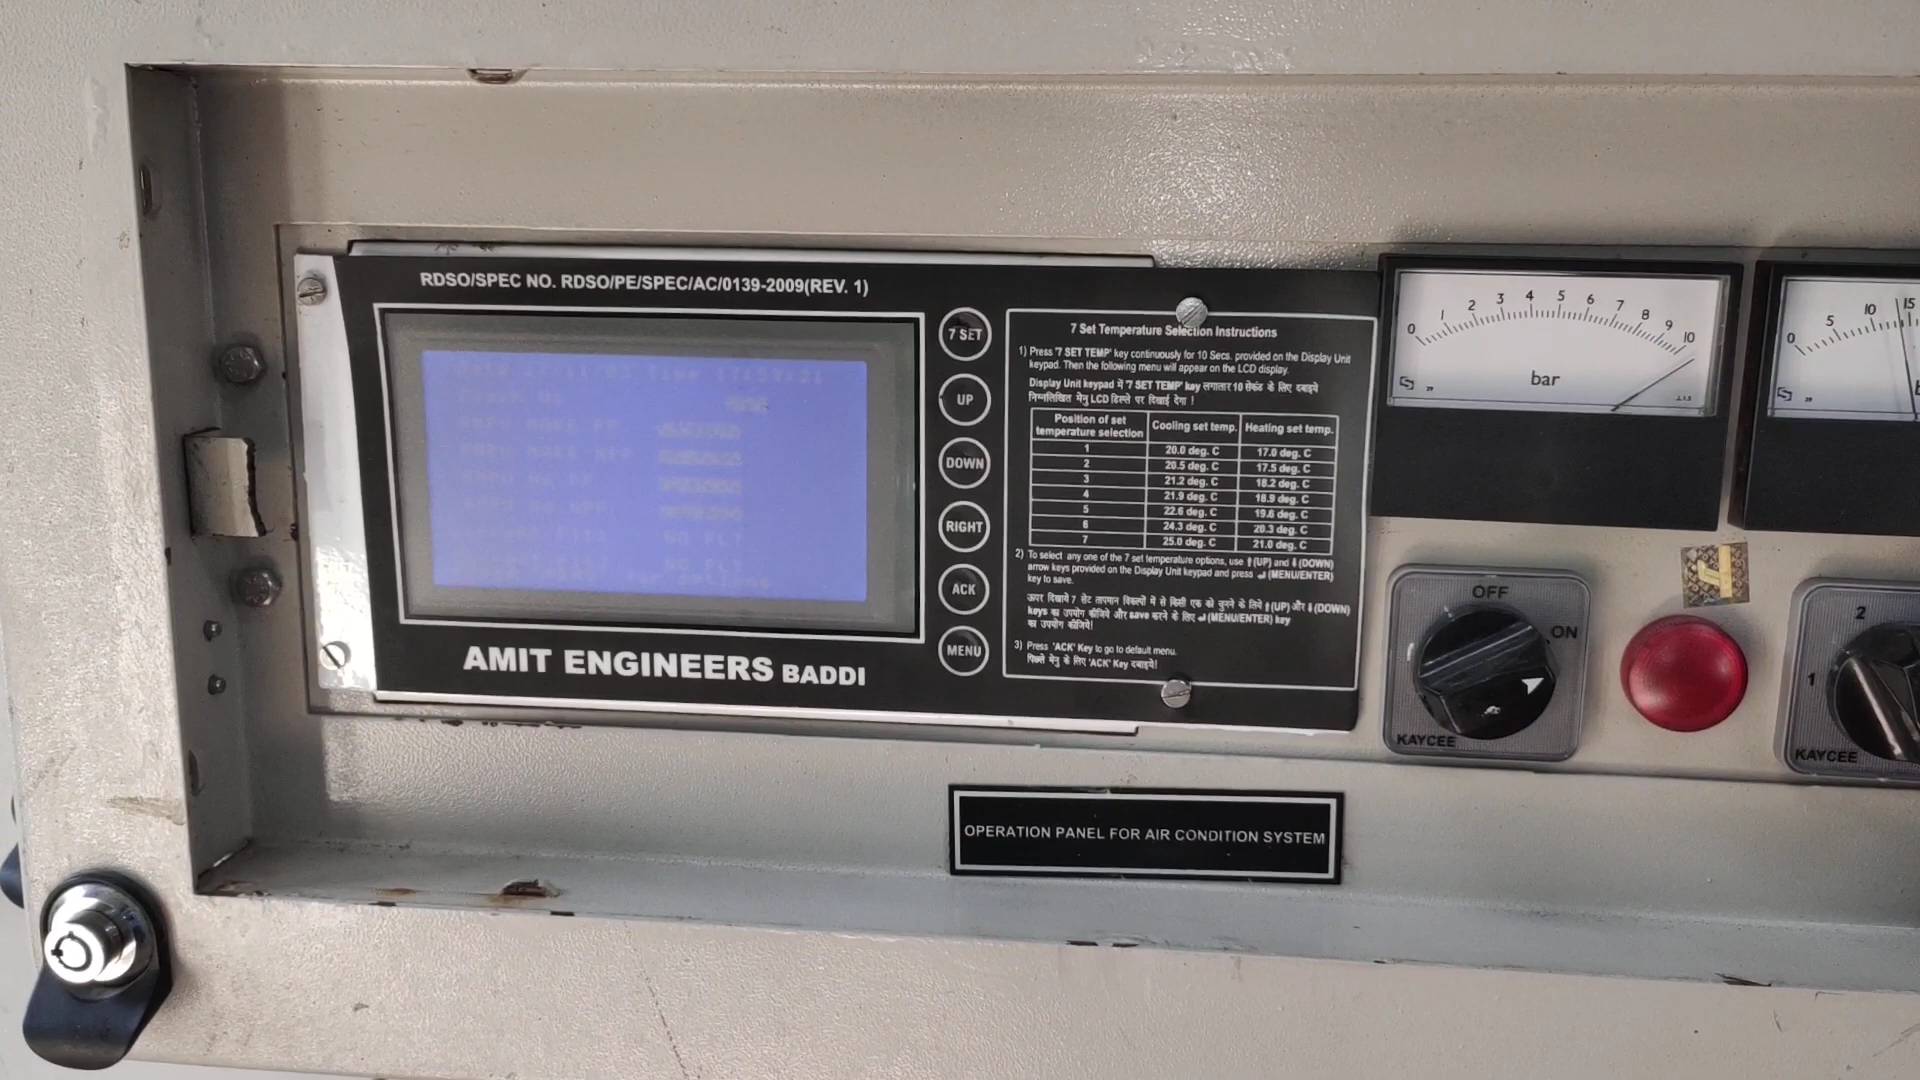 RDSO/SPEC NO. RDSO/PE/SPEC/AC/0139-2009(REV. 1)
NO FLT
NO FLT
AMIT ENGINEERS BADDI
7 SET
UP
DOWN
RIGHT
ACK
MENU
7 Set Temperature Selection Instructions
1) Press '7 SET TEMP' key continuously for 10 Secs. provided on the Display Unit
keypad. Then the following menu will appear on the LCD display.
Display Unit keypad में '7 SET TEMP' key लगातार 10 सेकंड के लिए दबाइये
निम्नलिखित मेनु LCD डिस्प्ले पर दिखाई देगा !
Position of set temperature selection Cooling set temp. Heating set temp.
1 20.0 deg. C 17.0 deg. C
2 20.5 deg. C 17.5 deg. C
3 21.2 deg. C 18.2 deg. C
4 21.9 deg. C 18.9 deg. C
5 22.6 deg. C 19.6 deg. C
6 24.3 deg. C 20.3 deg. C
7 25.0 deg. C 21.0 deg. C
2) To select any one of the 7 set temperature options, use ⬆(UP) and ⬇(DOWN)
arrow keys provided on the Display Unit keypad and press ↵ (MENU/ENTER)
key to save.
ऊपर दिखाये 7 सेट तापमान विकल्पों में से किसी एक को चुनने के लिये ⬆(UP) और ⬇(DOWN)
keys का उपयोग कीजिये और save करने के लिए ↵(MENU/ENTER) key
का उपयोग कीजिये!
3) Press 'ACK' Key to go to default menu.
पिछले मेनु के लिए 'ACK' Key दबाइये!
0 1 2 3 4 5 6 7 8 9 10
bar
0 5 10 15
OFF
ON
KAYCEE
2
1
KAYCEE
OPERATION PANEL FOR AIR CONDITION SYSTEM